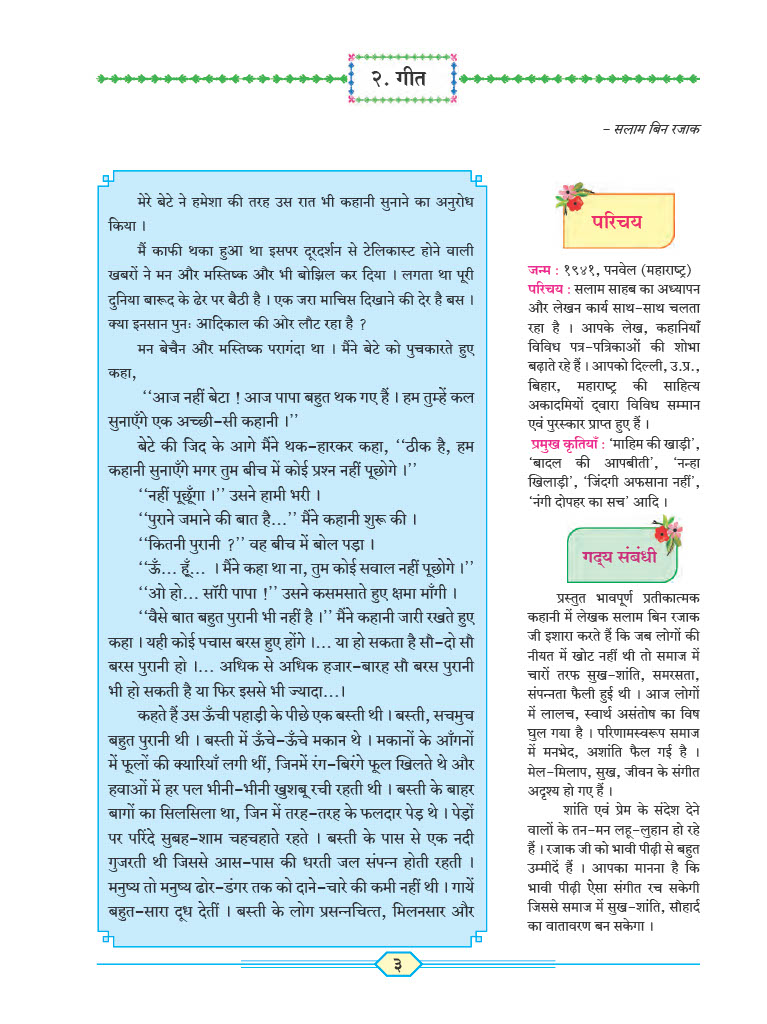 २. गीत
– सलाम बिन रजाक
मेरे बेटे ने हमेशा की तरह उस रात भी कहानी सुनाने का अनुरोध
किया ।
मैं काफी थका हुआ था इसपर दूरदर्शन से टेलिकास्ट होने वाली
खबरों ने मन और मस्तिष्क और भी बोझिल कर दिया । लगता था पूरी
दुनिया बारूद के ढेर पर बैठी है । एक जरा माचिस दिखाने की देर है बस ।
क्या इनसान पुनः आदिकाल की ओर लौट रहा है ?
मन बेचैन और मस्तिष्क परागंदा था । मैंने बेटे को पुचकारते हुए
कहा,
‘‘आज नहीं बेटा ! आज पापा बहुत थक गए हैं । हम तुम्हें कल
सुनाएँगे एक अच्छी-सी कहानी ।’’
बेटे की जिद के आगे मैंने थक-हारकर कहा, ‘‘ठीक है, हम
कहानी सुनाएँगे मगर तुम बीच में कोई प्रश्न नहीं पूछोगे ।’’
‘‘नहीं पूछूँगा ।’’ उसने हामी भरी ।
‘‘पुराने जमाने की बात है...’’ मैंने कहानी शुरू की ।
‘‘कितनी पुरानी ?’’ वह बीच में बोल पड़ा ।
‘‘ऊँ... हूँ... । मैंने कहा था ना, तुम कोई सवाल नहीं पूछोगे ।’’
‘‘ओ हो... सॉरी पापा !’’ उसने कसमसाते हुए क्षमा माँगी ।
‘‘वैसे बात बहुत पुरानी भी नहीं है ।’’ मैंने कहानी जारी रखते हुए
कहा । यही कोई पचास बरस हुए होंगे ।... या हो सकता है सौ-दो सौ
बरस पुरानी हो ।... अधिक से अधिक हजार-बारह सौ बरस पुरानी
भी हो सकती है या फिर इससे भी ज्यादा...।
कहते हैं उस ऊँची पहाड़ी के पीछे एक बस्ती थी । बस्ती, सचमुच
बहुत पुरानी थी । बस्ती में ऊँचे-ऊँचे मकान थे । मकानों के आँगनों
में फूलों की क्यारियाँ लगी थीं, जिनमें रंग-बिरंगे फूल खिलते थे और
हवाओं में हर पल भीनी-भीनी खुशबू रची रहती थी । बस्ती के बाहर
बागों का सिलसिला था, जिन में तरह-तरह के फलदार पेड़ थे । पेड़ों
पर परिंदे सुबह-शाम चहचहाते रहते । बस्ती के पास से एक नदी
गुजरती थी जिससे आस-पास की धरती जल संपन्न होती रहती ।
मनुष्य तो मनुष्य ढोर-डंगर तक को दाने-चारे की कमी नहीं थी । गायें
बहुत-सारा दूध देतीं । बस्ती के लोग प्रसन्नचित्त, मिलनसार और
परिचय
जन्म : १९४१, पनवेल (महाराष्ट्र)
परिचय : सलाम साहब का अध्यापन
और लेखन कार्य साथ-साथ चलता
रहा है । आपके लेख, कहानियाँ
विविध पत्र-पत्रिकाओं की शोभा
बढ़ाते रहे हैं । आपको दिल्ली, उ.प्र.,
बिहार, महाराष्ट्र की साहित्य
अकादमियों द्‌वारा विविध सम्मान
एवं पुरस्कार प्राप्त हुए हैं ।
प्रमुख कृतियाँ : ‘माहिम की खाड़ी’,
‘बादल की आपबीती’, ‘नन्हा
खिलाड़ी’, ‘जिंदगी अफसाना नहीं’,
‘नंगी दोपहर का सच’ आदि ।
गद्‌य संबंधी
प्रस्तुत भावपूर्ण प्रतीकात्मक
कहानी में लेखक सलाम बिन रजाक
जी इशारा करते हैं कि जब लोगों की
नीयत में खोट नहीं थी तो समाज में
चारों तरफ सुख-शांति, समरसता,
संपन्नता फैली हुई थी । आज लोगों
में लालच, स्वार्थ असंतोष का विष
घुल गया है । परिणामस्वरूप समाज
में मनभेद, अशांति फैल गई है ।
मेल-मिलाप, सुख, जीवन के संगीत
अदृश्य हो गए हैं ।
शांति एवं प्रेम के संदेश देने
वालों के तन-मन लहू-लुहान हो रहे
हैं । रजाक जी को भावी पीढ़ी से बहुत
उम्मीदें हैं । आपका मानना है कि
भावी पीढ़ी ऐसा संगीत रच सकेगी
जिससे समाज में सुख-शांति, सौहार्द
का वातावरण बन सकेगा ।
३